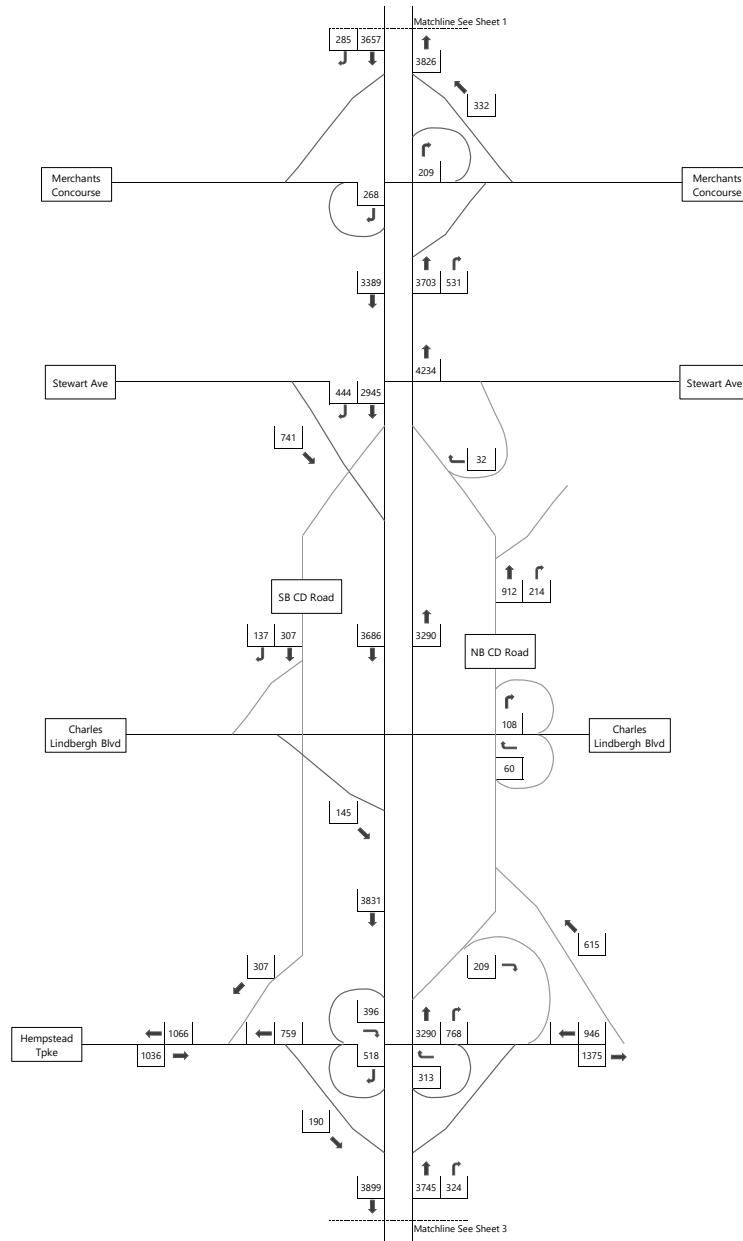 Matchline See Sheet 1
285 3657
3826
332
209
Merchants
Concourse
Merchants
Concourse
268
3389
3703 531
4234
Stewart Ave
Stewart Ave
444 2945
741
32
912 214
SB CD Road
137 307
3686
3290
NB CD Road
108
Charles
Lindbergh Blvd
Charles
Lindbergh Blvd
60
145
3831
615
307
209
396
1066
759
3290 768
946
Hempstead
Tpke
1036
518
1375
313
190
3899
3745 324
Matchline See Sheet 3